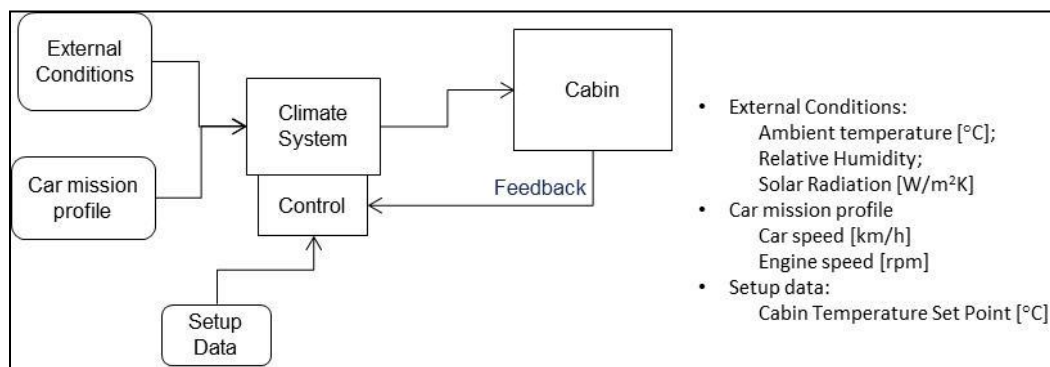 External
Conditions
Car mission
profile
Climate
System
Control
Cabin
Feedback
Setup
Data
• External Conditions:
Ambient temperature [°C];
Relative Humidity;
Solar Radiation [W/m²K]
• Car mission profile
Car speed [km/h]
Engine speed [rpm]
• Setup data:
Cabin Temperature Set Point [°C]